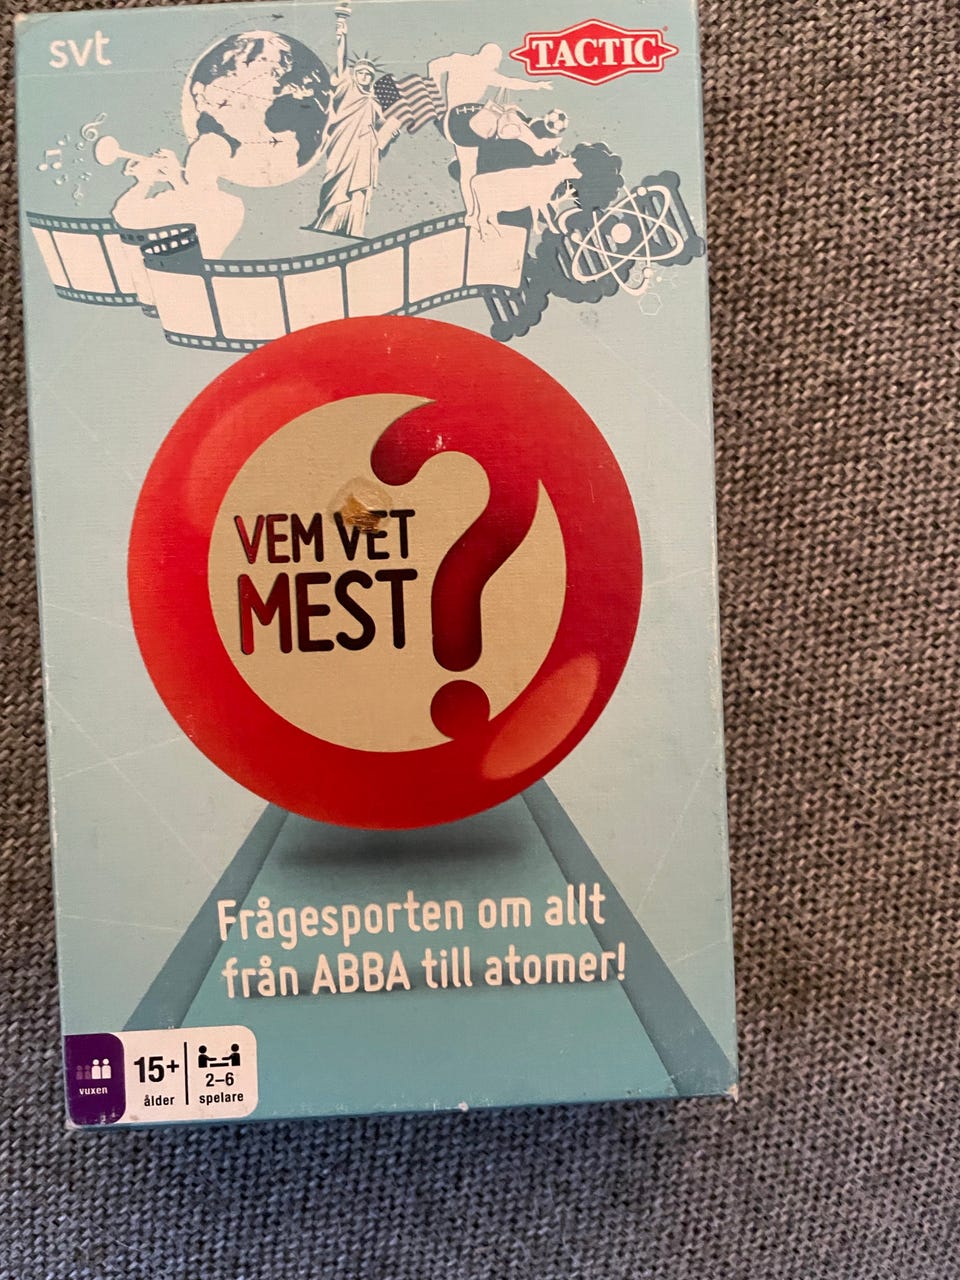 svt
TACTIC
VEM VET
MEST
Frågesporten om allt
från ABBA till atomer!
vuxen
15+
ålder
2–6
spelare